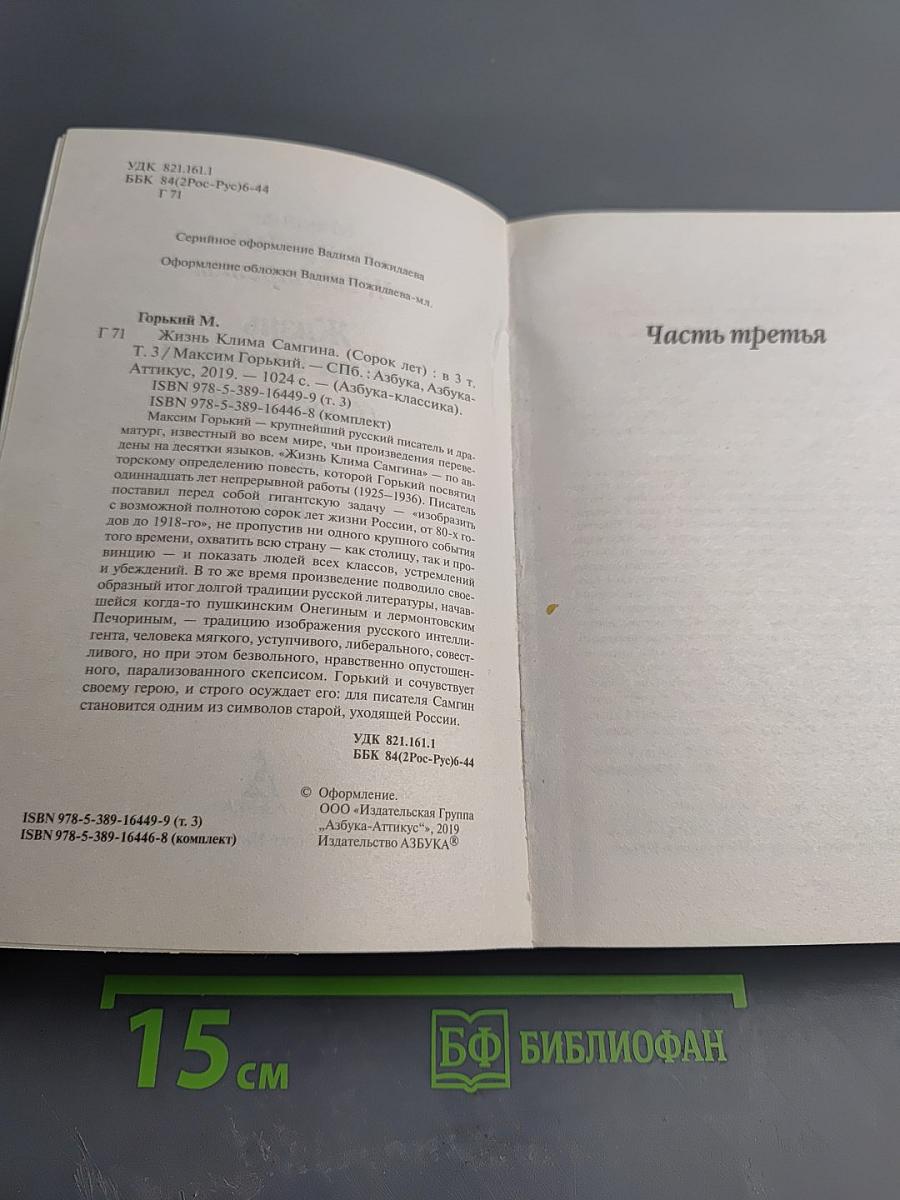 УДК 821.161.1
ББК 84(2Рос-Рус)6-44
Г 71
Серийное оформление Вадима Пожидаева
Оформление обложки Вадима Пожидаева-мл.
Горький М.
Г 71 Жизнь Клима Самгина. (Сорок лет) : в 3 т.
Т. 3 / Максим Горький. — СПб. : Азбука, Азбука-
Аттикус, 2019. — 1024 с. — (Азбука-классика).
ISBN 978-5-389-16449-9 (т. 3)
ISBN 978-5-389-16446-8 (комплект)
Максим Горький — крупнейший русский писатель и дра-
матург, известный во всем мире, чьи произведения переве-
дены на десятки языков. «Жизнь Клима Самгина» — по ав-
торскому определению повесть, которой Горький посвятил
одиннадцать лет непрерывной работы (1925–1936). Писатель
поставил перед собой гигантскую задачу — «изобразить
с возможной полнотою сорок лет жизни России, от 80-х го-
дов до 1918-го», не пропустив ни одного крупного события
того времени, охватить всю страну — как столицу, так и про-
винцию — и показать людей всех классов, устремлений
и убеждений. В то же время произведение подводило свое-
образный итог долгой традиции русской литературы, начав-
шейся когда-то пушкинским Онегиным и лермонтовским
Печориным, — традицию изображения русского интелли-
гента, человека мягкого, уступчивого, либерального, совест-
ливого, но при этом безвольного, нравственно опустошен-
ного, парализованного скепсисом. Горький и сочувствует
своему герою, и строго осуждает его: для писателя Самгин
становится одним из символов старой, уходящей России.
УДК 821.161.1
ББК 84(2Рос-Рус)6-44
© Оформление.
ООО «Издательская Группа
„Азбука-Аттикус“», 2019
Издательство АЗБУКА®
ISBN 978-5-389-16449-9 (т. 3)
ISBN 978-5-389-16446-8 (комплект)
Часть третья
15 см
БФ БИБЛИОФАН